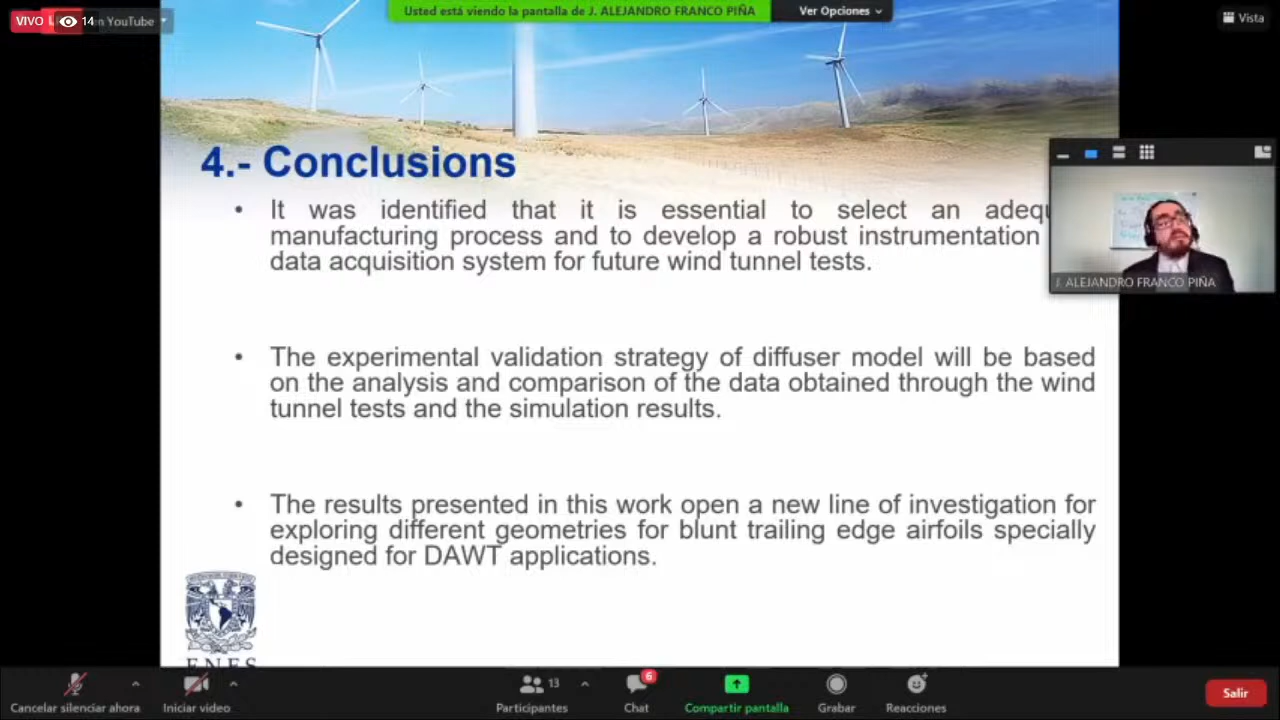 VIVO
14
en YouTube
Usted está viendo la pantalla de J. ALEJANDRO FRANCO PIÑA
Ver Opciones
Vista
4.- Conclusions
• It was identified that it is essential to select an
manufacturing process and to develop a robust instrumentation
data acquisition system for future wind tunnel tests.
J. ALEJANDRO FRANCO PIÑA
• The experimental validation strategy of diffuser model will be based
on the analysis and comparison of the data obtained through the wind
tunnel tests and the simulation results.
• The results presented in this work open a new line of investigation for
exploring different geometries for blunt trailing edge airfoils specially
designed for DAWT applications.
ENES
Cancelar silenciar ahora
Iniciar video
13
Participantes
6
Chat
Compartir pantalla
Grabar
Reacciones
Salir